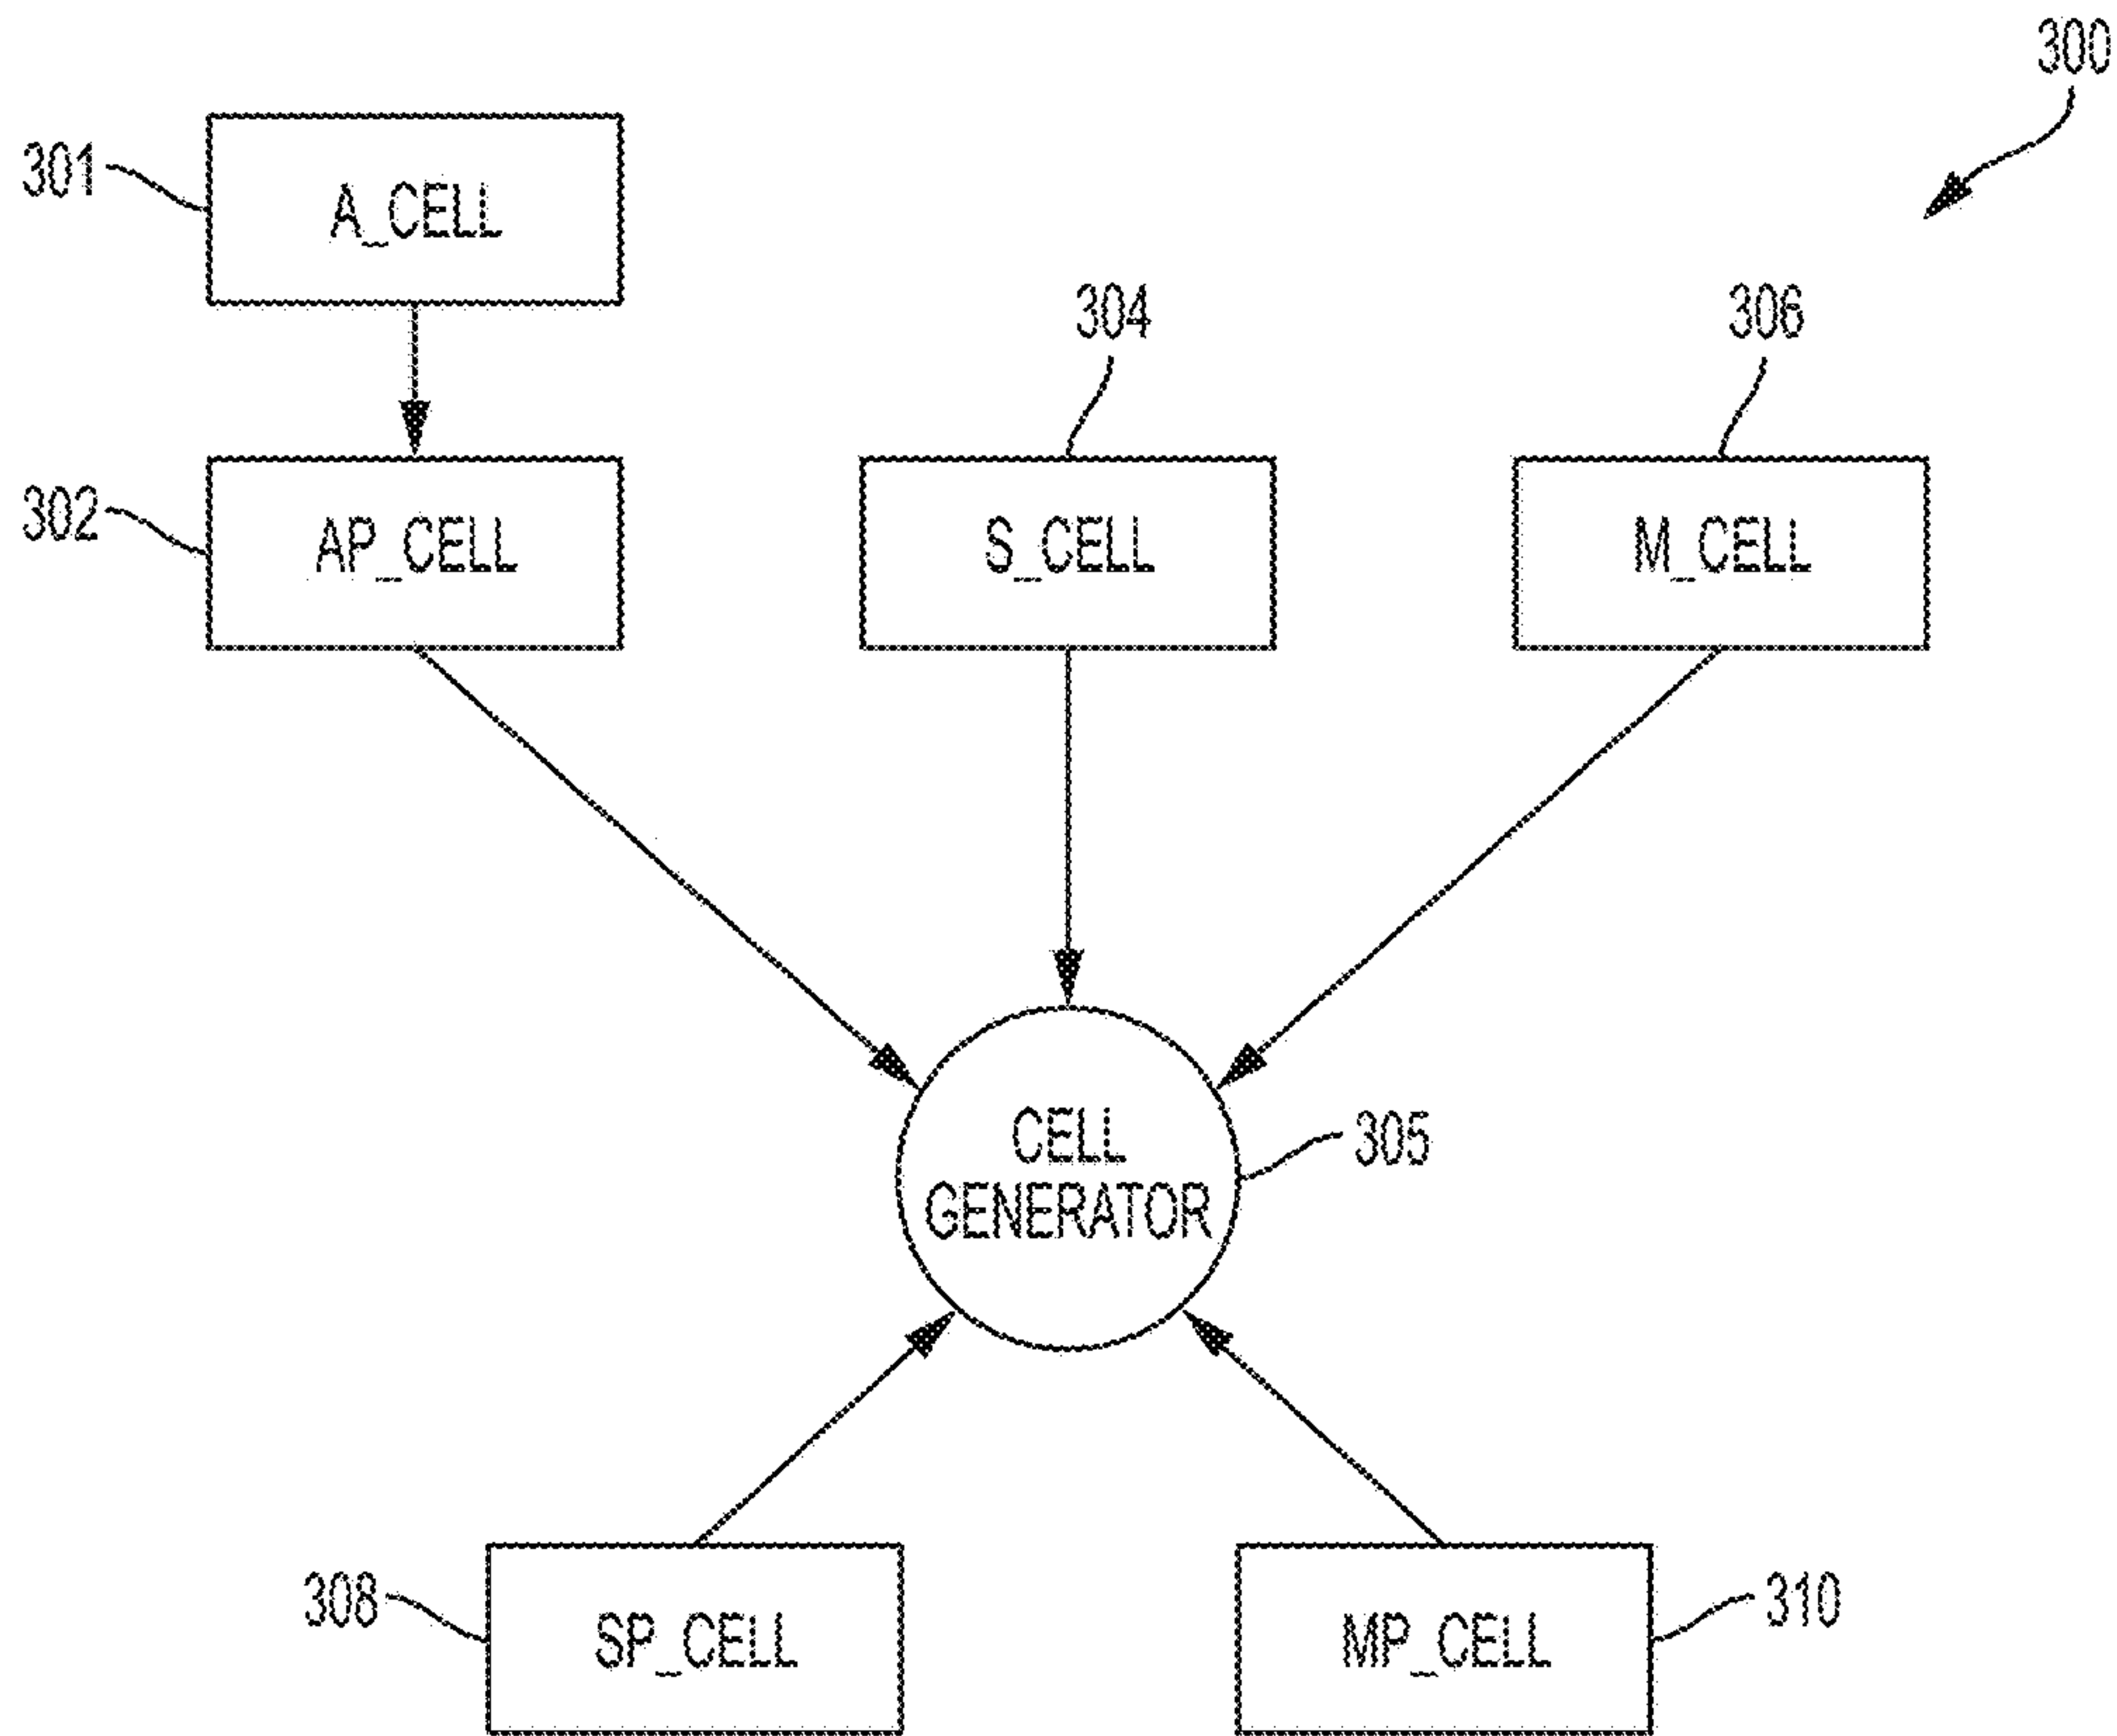 300
301
A_CELL
304
306
302
AP_CELL
S_CELL
M_CELL
CELL
GENERATOR
305
308
SP_CELL
MP_CELL
310